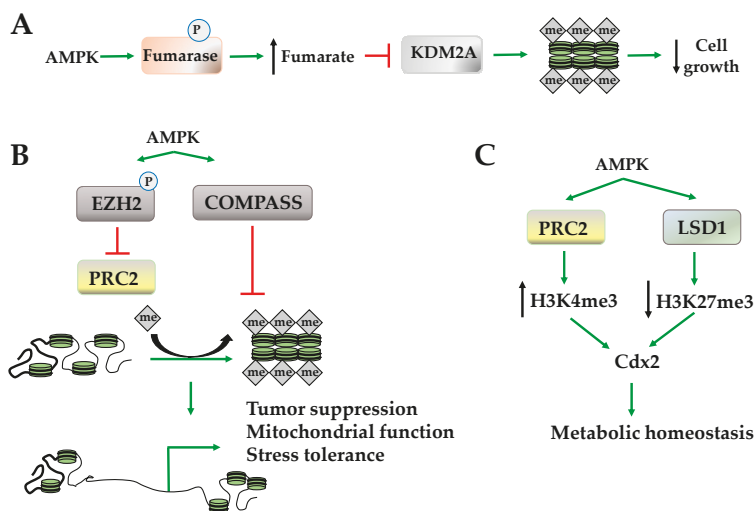 A
AMPK
P
Fumarase
Fumarate
KDM2A
me me me
me me me
Cell
growth
B
AMPK
P
EZH2
COMPASS
PRC2
me
me me me
me me me
Tumor suppression
Mitochondrial function
Stress tolerance
C
AMPK
PRC2
LSD1
H3K4me3
H3K27me3
Cdx2
Metabolic homeostasis